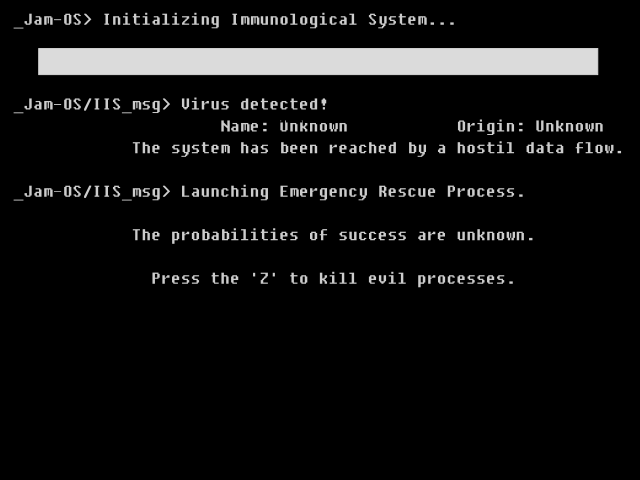 _Jam-OS> Initializing Immunological System...
_Jam-OS/IIS_msg> Virus detected!
Name: Unknown Origin: Unknown
The system has been reached by a hostil data flow.
_Jam-OS/IIS_msg> Launching Emergency Rescue Process.
The probabilities of success are unknown.
Press the 'Z' to kill evil processes.